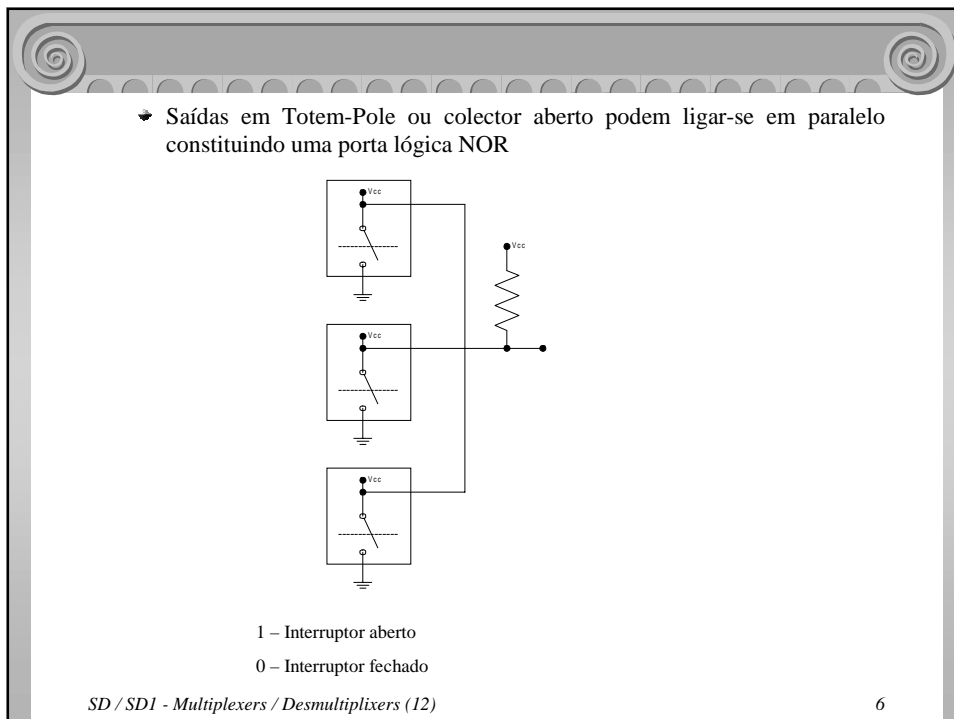 Saídas em Totem-Pole ou colector aberto podem ligar-se em paralelo
constituindo uma porta lógica NOR
Vcc
Vcc
Vcc
Vcc
1 – Interruptor aberto
0 – Interruptor fechado
SD / SD1 - Multiplexers / Desmultiplixers (12)
6